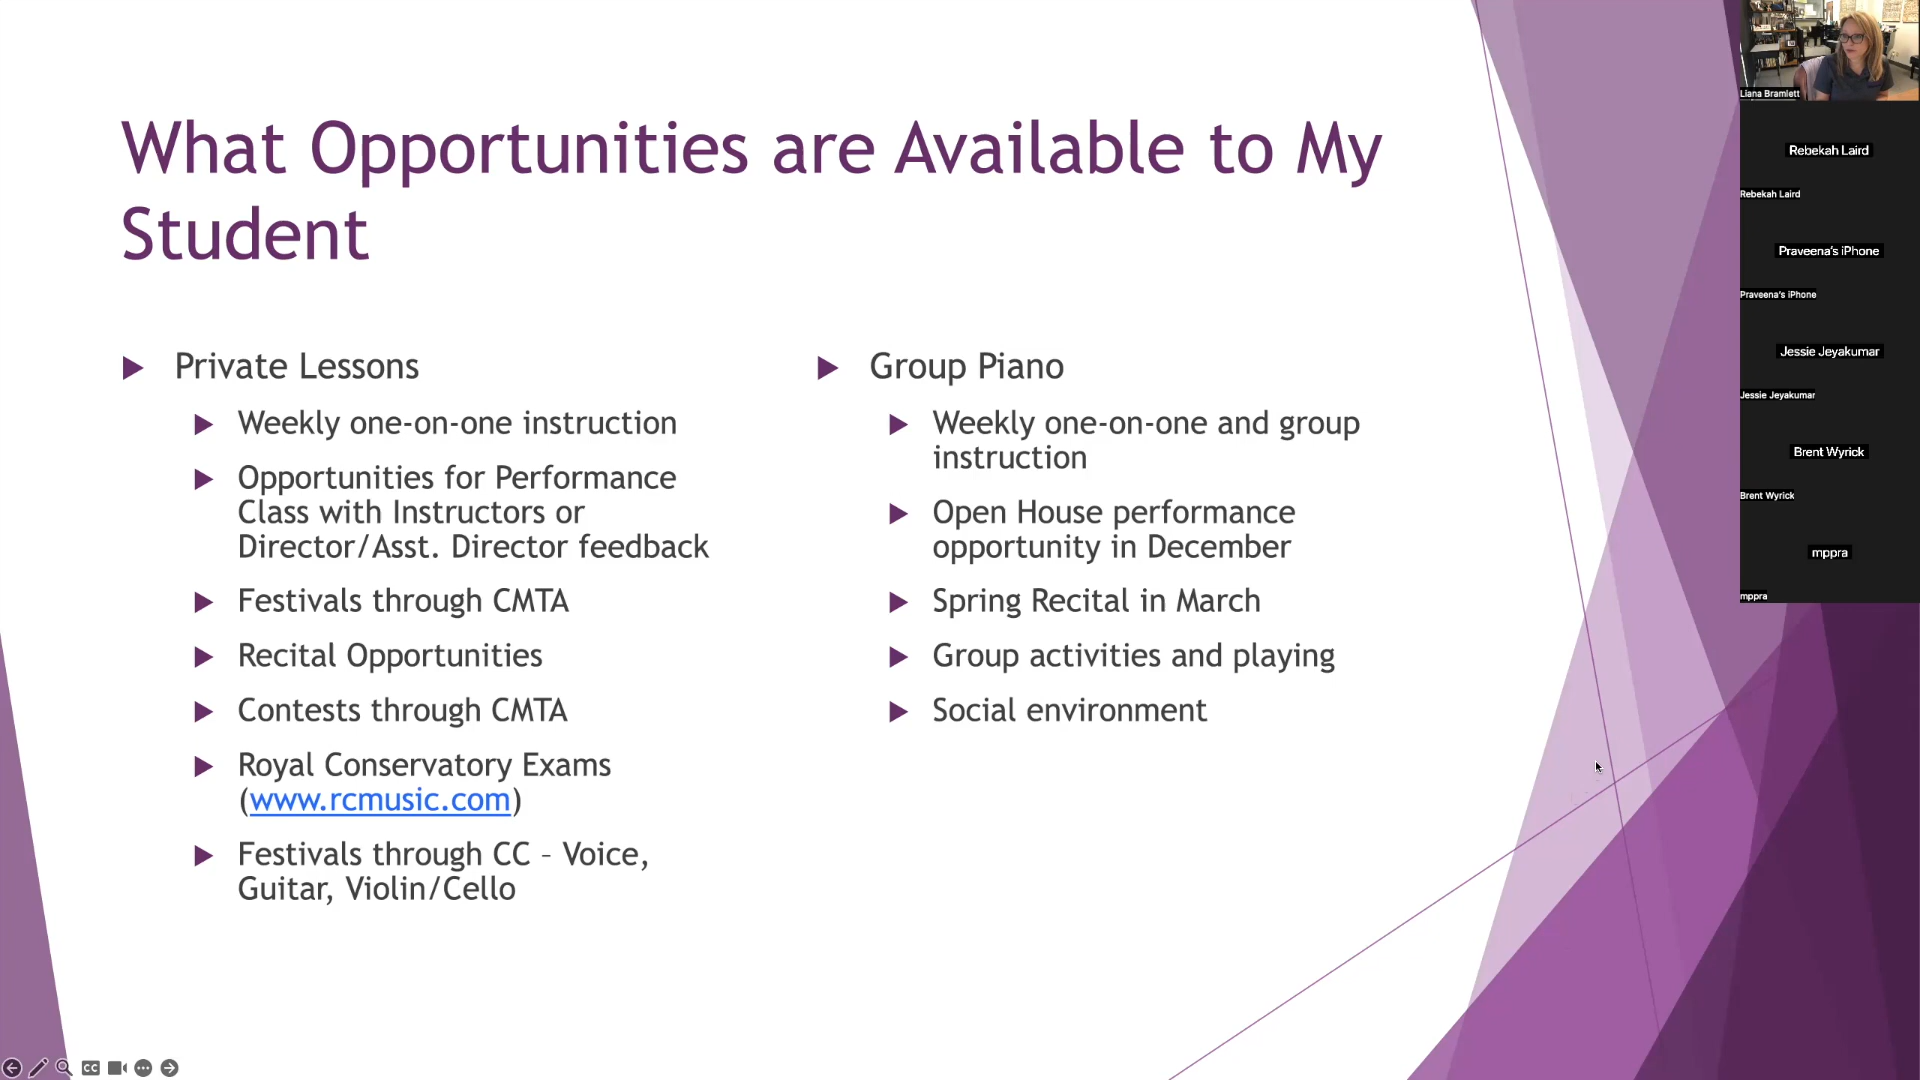 What Opportunities are Available to My
Student
Private Lessons
Weekly one-on-one instruction
Opportunities for Performance
Class with Instructors or
Director/Asst. Director feedback
Festivals through CMTA
Recital Opportunities
Contests through CMTA
Royal Conservatory Exams
(www.rcmusic.com)
Festivals through CC – Voice,
Guitar, Violin/Cello
Group Piano
Weekly one-on-one and group
instruction
Open House performance
opportunity in December
Spring Recital in March
Group activities and playing
Social environment
Liana Bramlett
Rebekah Laird
Rebekah Laird
Praveena's iPhone
Praveena's iPhone
Jessie Jeyakumar
Jessie Jeyakumar
Brent Wyrick
Brent Wyrick
mppra
mppra
CC